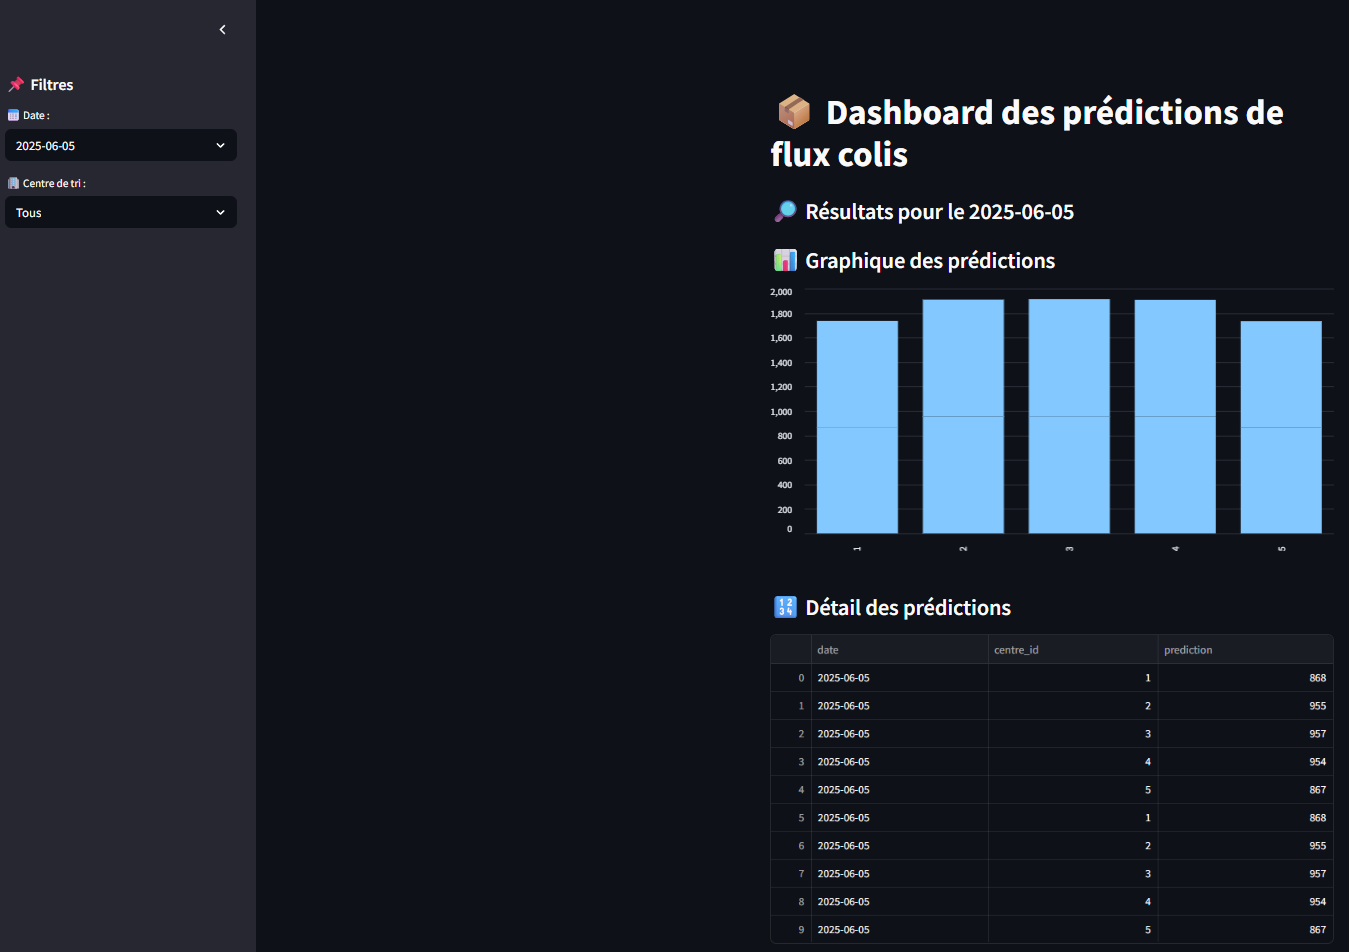 Filtres
Date :
2025-06-05
Centre de tri :
Tous
Dashboard des prédictions de
flux colis
Résultats pour le 2025-06-05
Graphique des prédictions
2,000
1,800
1,600
1,400
1,200
1,000
800
600
400
200
0
1 2 3 4 5
Détail des prédictions
date centre_id prediction
0 2025-06-05 1 868
1 2025-06-05 2 955
2 2025-06-05 3 957
3 2025-06-05 4 954
4 2025-06-05 5 867
5 2025-06-05 1 868
6 2025-06-05 2 955
7 2025-06-05 3 957
8 2025-06-05 4 954
9 2025-06-05 5 867